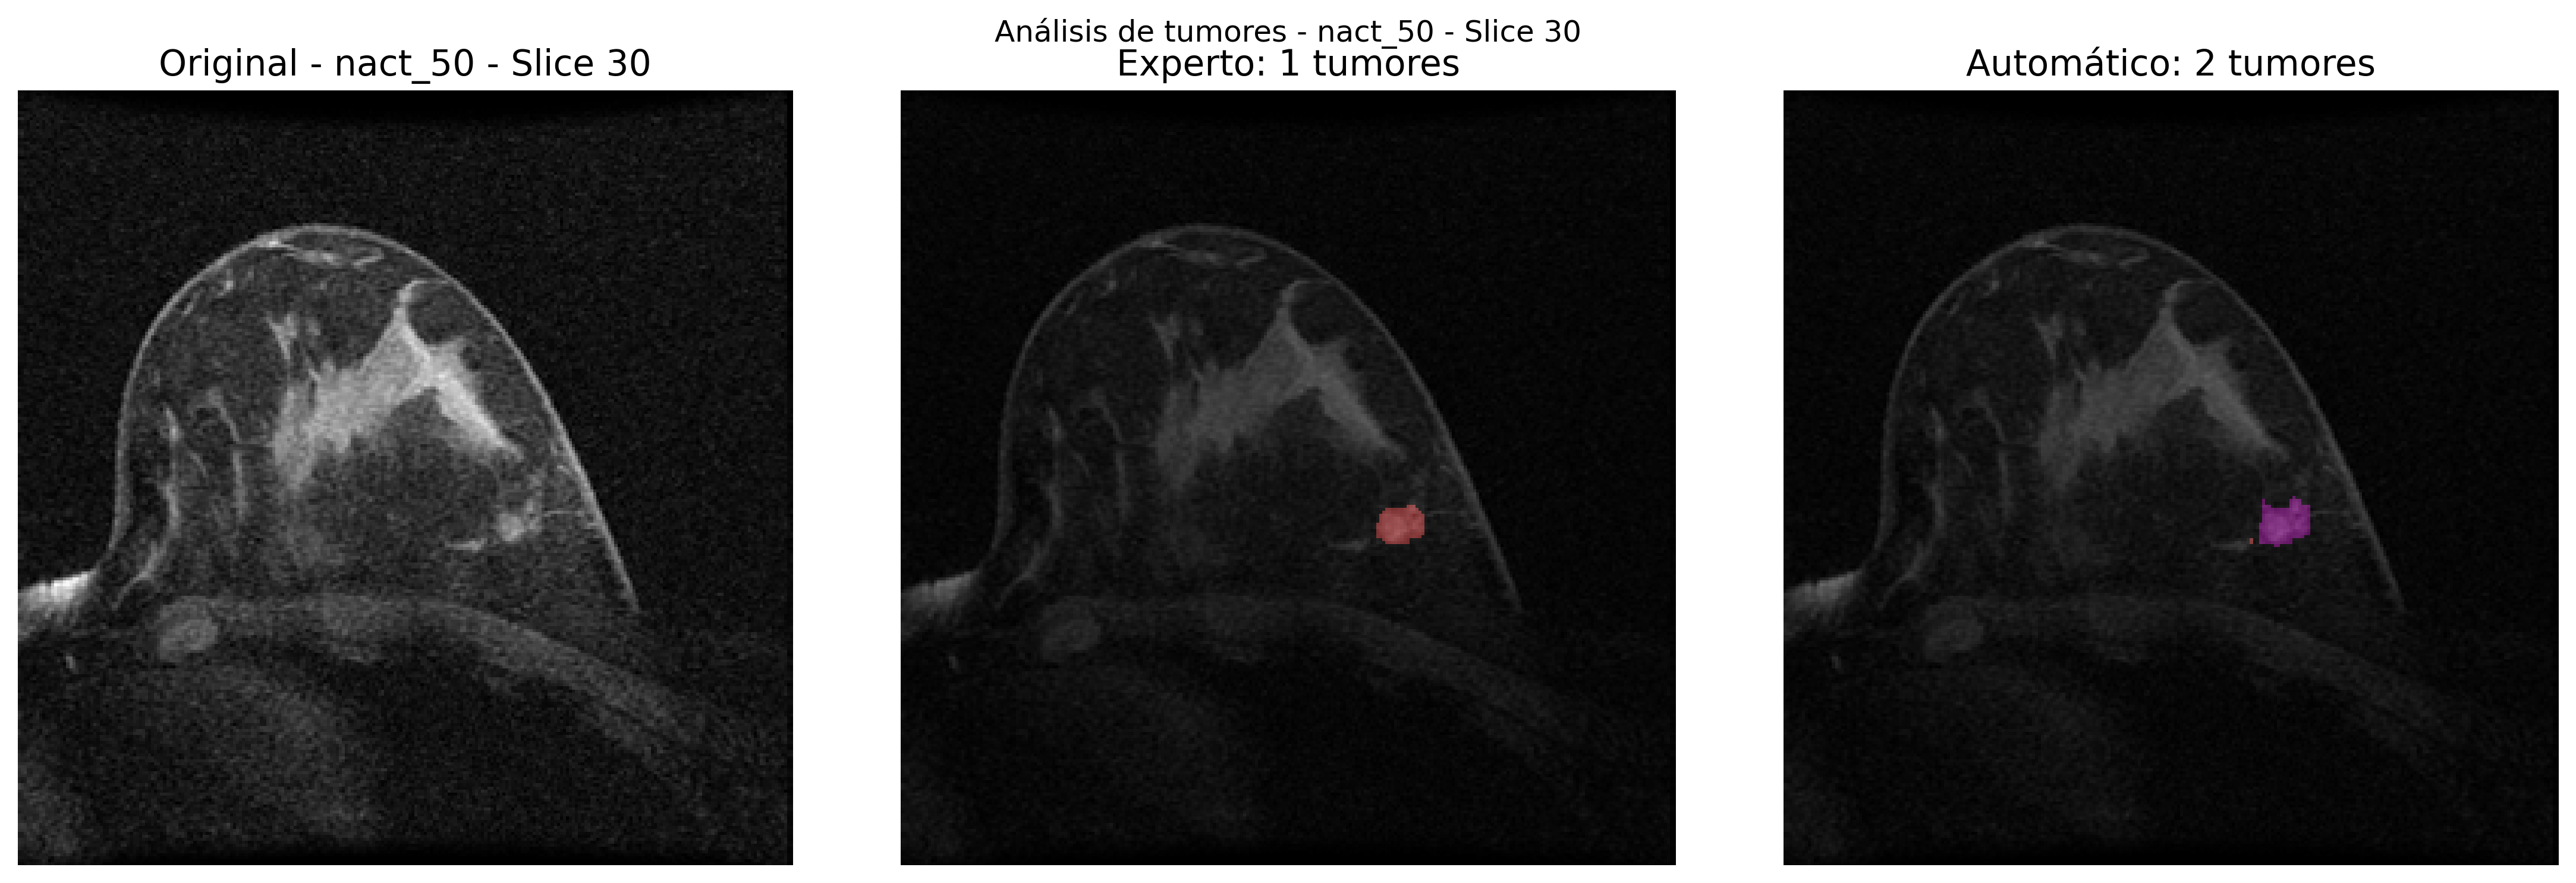 Análisis de tumores - nact_50 - Slice 30
Original - nact_50 - Slice 30
Experto: 1 tumores
Automático: 2 tumores